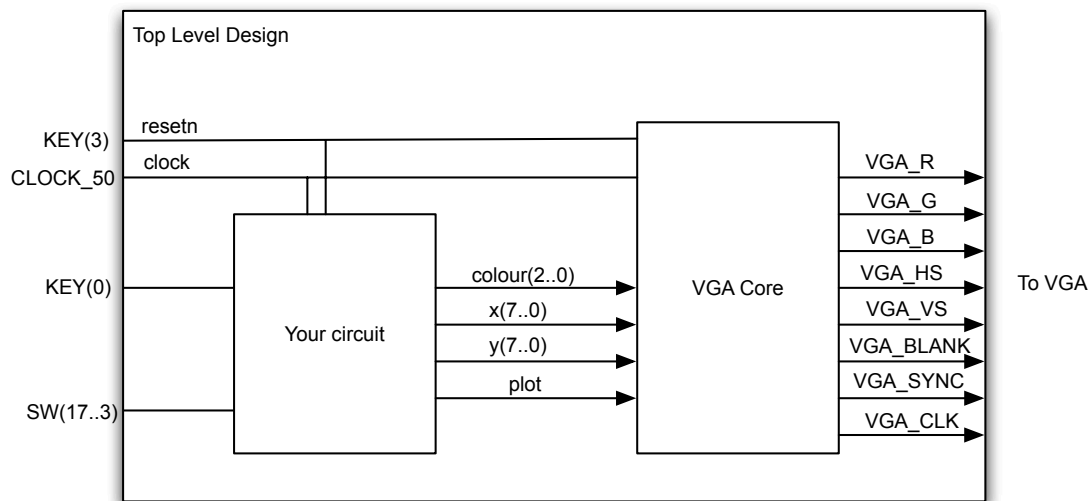 Top Level Design
KEY(3)
resetn
CLOCK_50
clock
KEY(0)
SW(17..3)
Your circuit
colour(2..0)
x(7..0)
y(7..0)
plot
VGA Core
VGA_R
VGA_G
VGA_B
VGA_HS
VGA_VS
VGA_BLANK
VGA_SYNC
VGA_CLK
To VGA